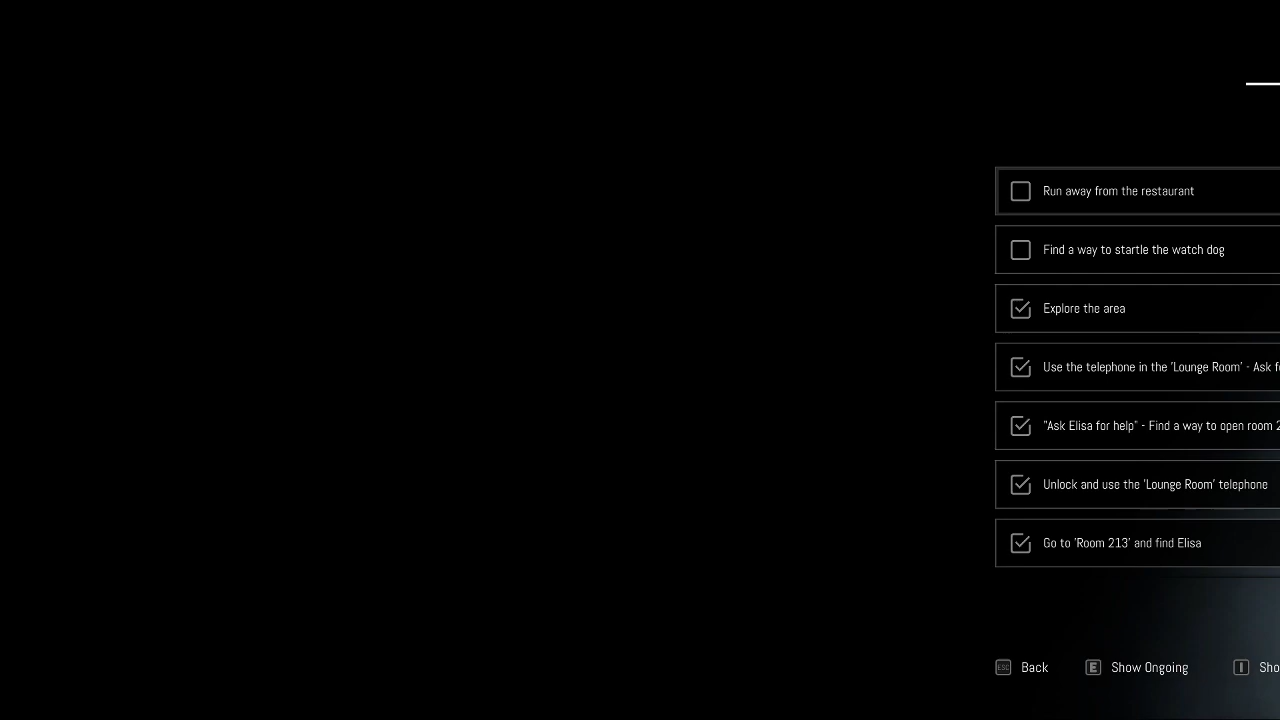 Run away from the restaurant
Find a way to startle the watch dog
Explore the area
Use the telephone in the 'Lounge Room' - Ask
"Ask Elisa for help" - Find a way to open room
Unlock and use the 'Lounge Room' telephone
Go to 'Room 213' and find Elisa
ESC Back E Show Ongoing I